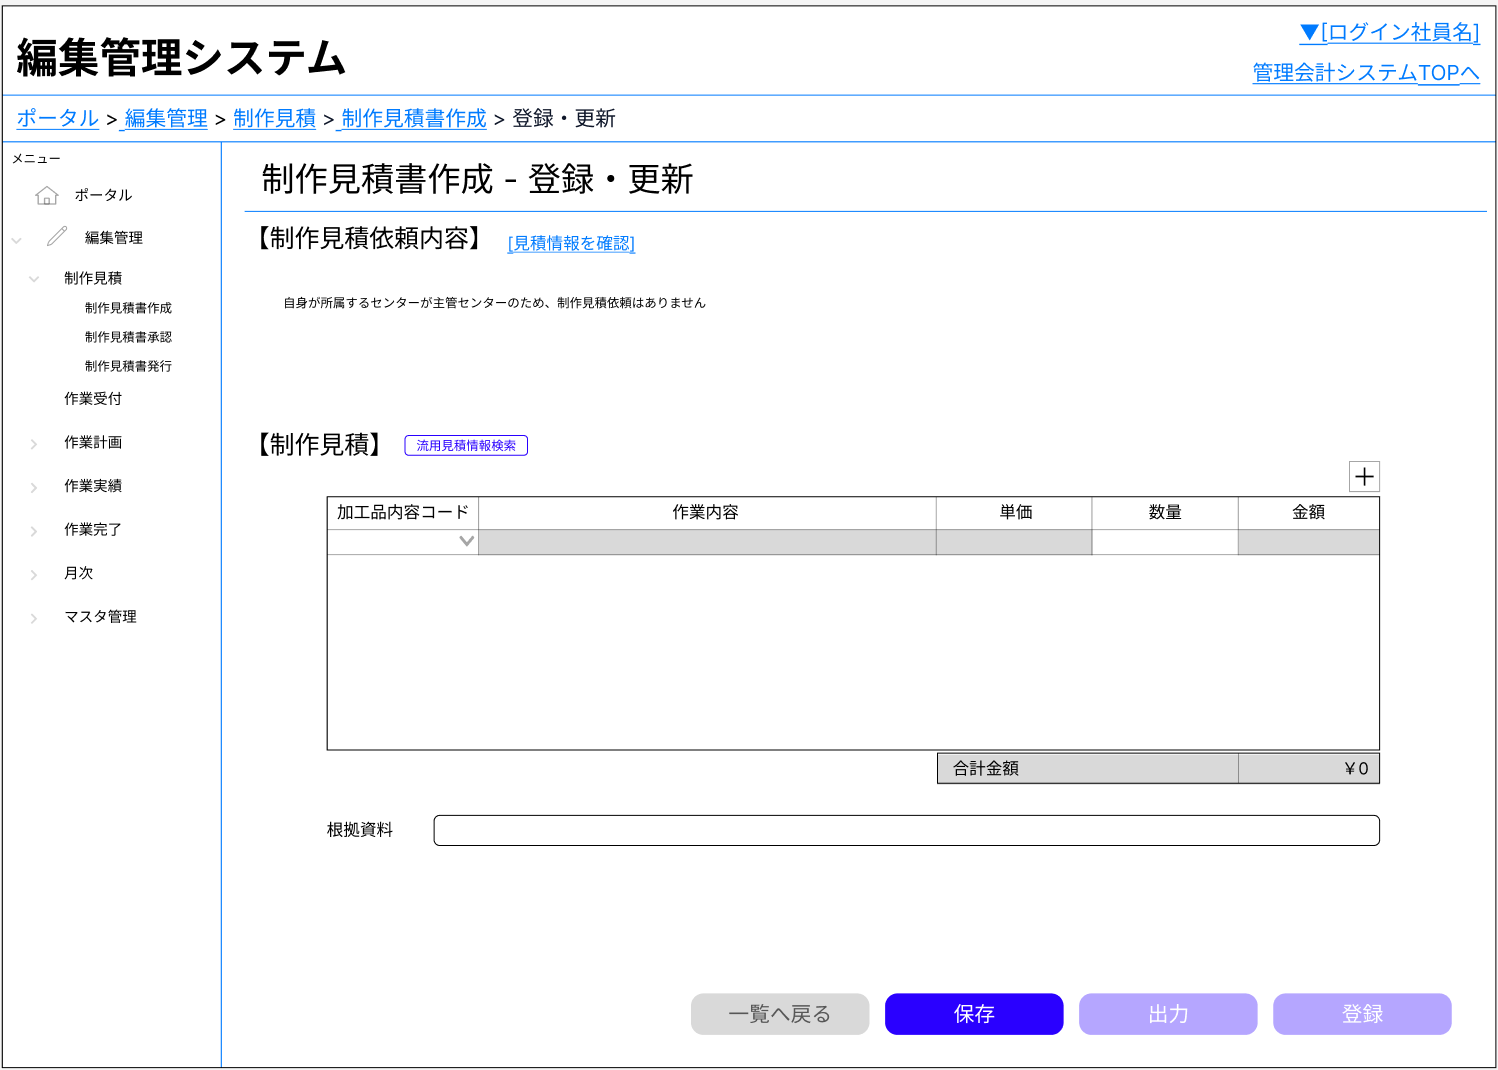 編集管理システム
▼[ログイン社員名]
管理会計システムTOPへ
ポータル > 編集管理 > 制作見積 > 制作見積書作成 > 登録・更新
メニュー
ポータル
編集管理
制作見積
制作見積書作成
制作見積書承認
制作見積書発行
作業受付
作業計画
作業実績
作業完了
月次
マスタ管理
制作見積書作成 - 登録・更新
【制作見積依頼内容】 [見積情報を確認]
自身が所属するセンターが主管センターのため、制作見積依頼はありません
【制作見積】 流用見積情報検索
加工品内容コード 作業内容 単価 数量 金額
合計金額 ¥0
根拠資料
一覧へ戻る 保存 出力 登録